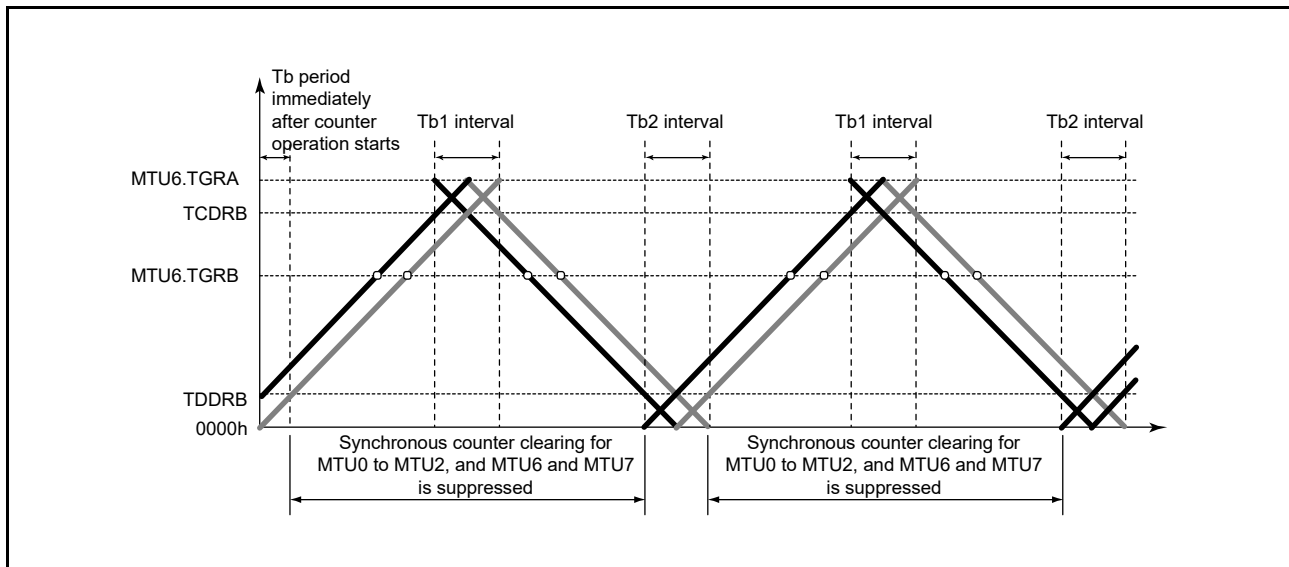 Tb period
immediately
after counter
operation starts
Tb1 interval
Tb2 interval
Tb1 interval
Tb2 interval
MTU6.TGRA
TCDRB
MTU6.TGRB
TDDRB
0000h
Synchronous counter clearing for
MTU0 to MTU2, and MTU6 and MTU7
is suppressed
Synchronous counter clearing for
MTU0 to MTU2, and MTU6 and MTU7
is suppressed